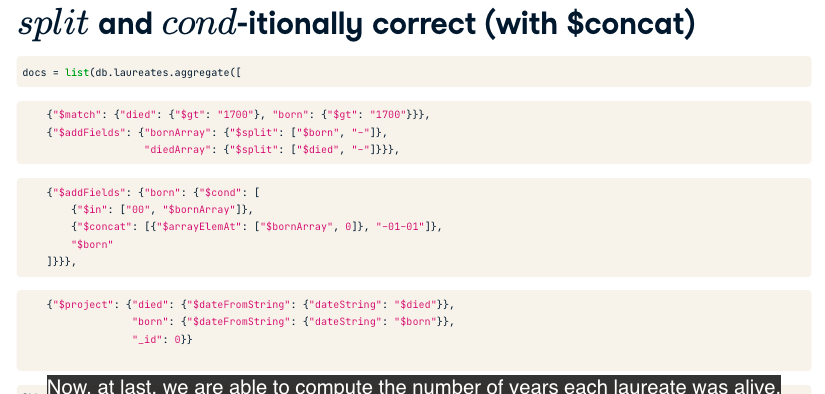 split and cond-itionally correct (with $concat)
docs = list(db.laureates.aggregate([
{"$match": {"died": {"$gt": "1700"}, "born": {"$gt": "1700"}}},
{"$addFields": {"bornArray": {"$split": ["$born", "-"]},
"diedArray": {"$split": ["$died", "-"]}}},
{"$addFields": {"born": {"$cond": [
{"$in": ["00", "$bornArray"]},
{"$concat": [{"$arrayElemAt": ["$bornArray", 0]}, "-01-01"]},
"$born"
]}}},
{"$project": {"died": {"$dateFromString": {"dateString": "$died"}},
"born": {"$dateFromString": {"dateString": "$born"}},
"_id": 0}}
Now, at last, we are able to compute the number of years each laureate was alive.